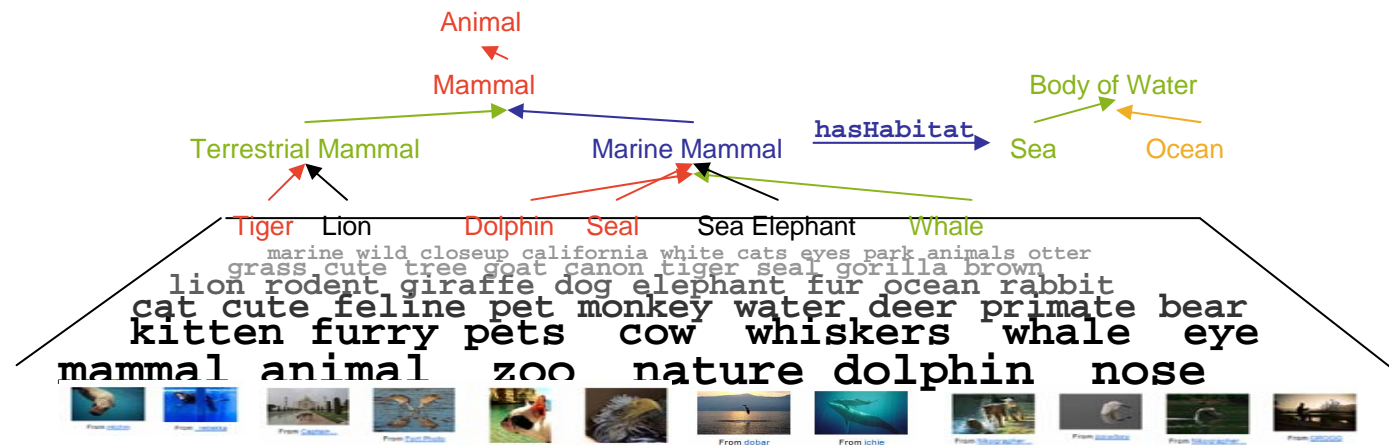 Animal
Mammal Body of Water
hasHabitat
Terrestrial Mammal Marine Mammal Sea Ocean
Tiger Lion Dolphin Seal Sea Elephant Whale
marine wild closeup california white cats eyes park animals otter
grass cute tree goat canon tiger seal gorilla brown
lion rodent giraffe dog elephant fur ocean rabbit
cat cute feline pet monkey water deer primate bear
kitten furry pets cow whiskers whale eye
mammal animal zoo nature dolphin nose
From From From Captain... From Fort Photo From dobar From ichie From From From From